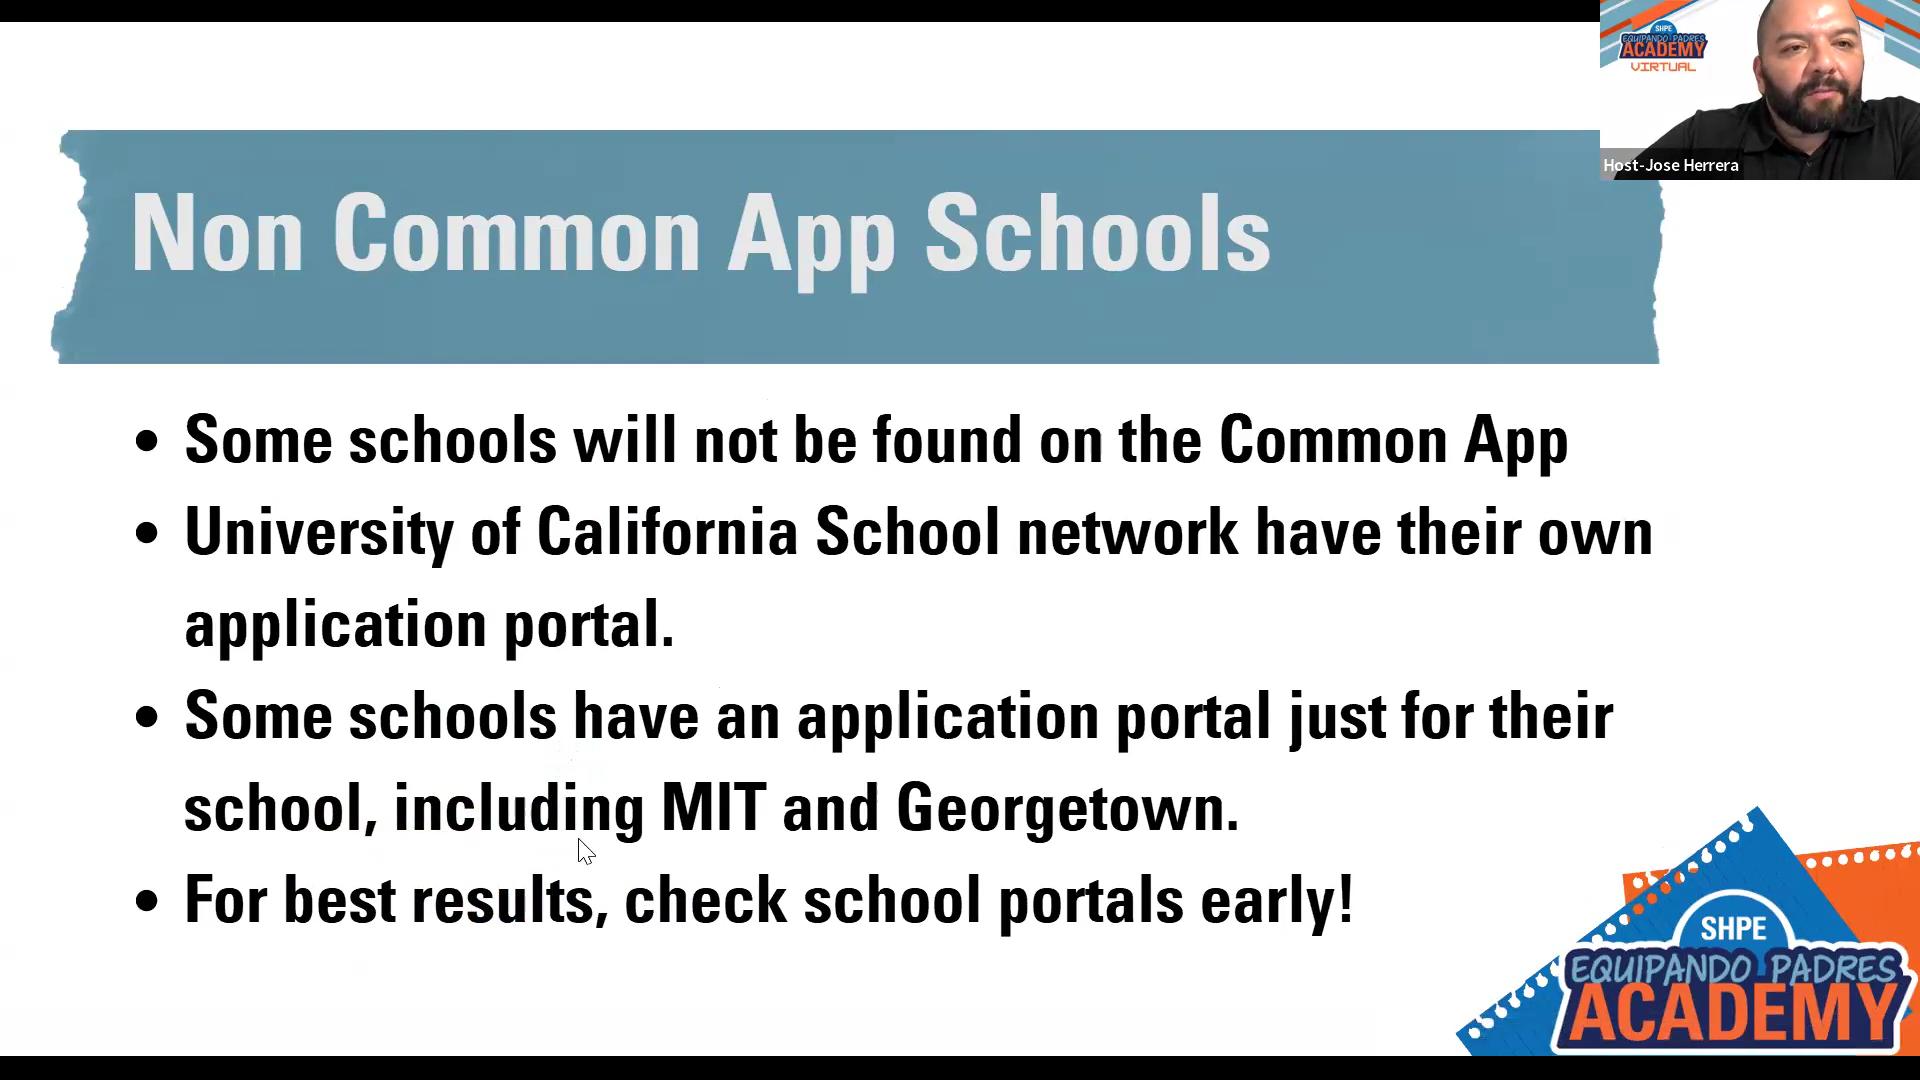 SHPE
EQUIPANDO PADRES
ACADEMY
VIRTUAL
Host-Jose Herrera
Non Common App Schools
• Some schools will not be found on the Common App
• University of California School network have their own
application portal.
• Some schools have an application portal just for their
school, including MIT and Georgetown.
• For best results, check school portals early!
SHPE
EQUIPANDO PADRES
ACADEMY